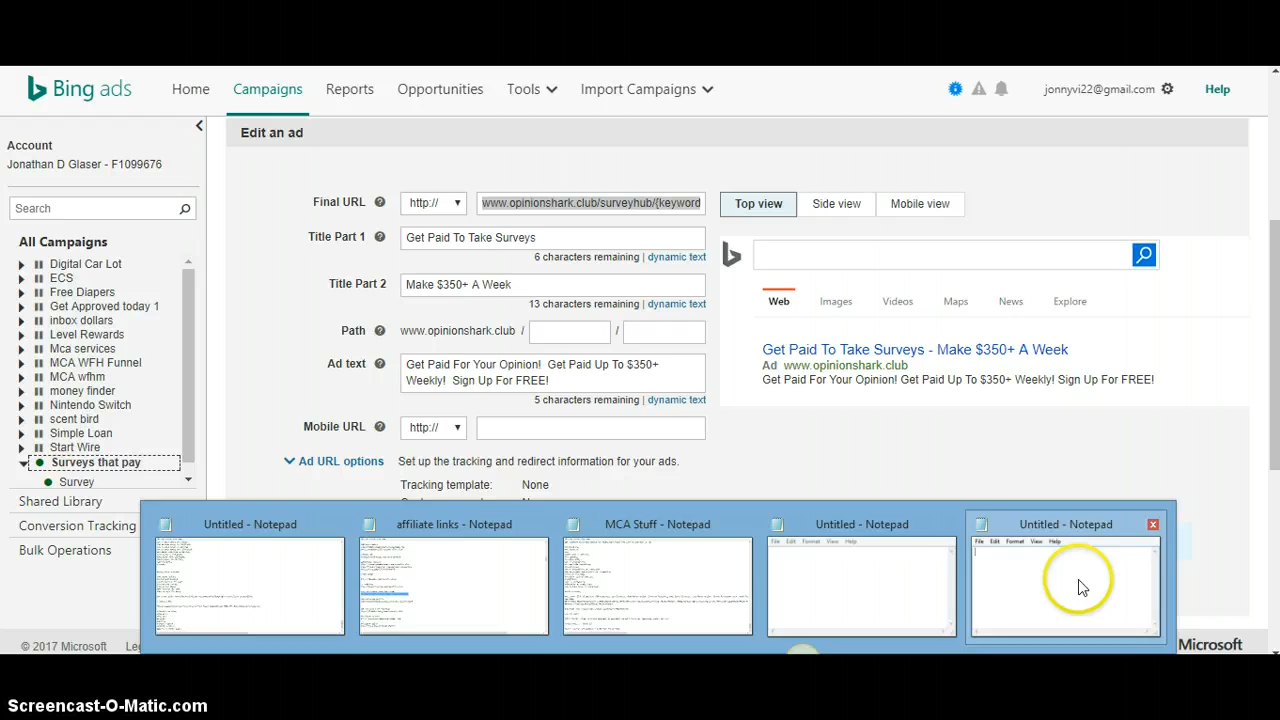 Bing ads
Home
Campaigns
Reports
Opportunities
Tools
Import Campaigns
jonnyvi22@gmail.com
Help
Account
Jonathan D Glaser - F1099676
Search
All Campaigns
Digital Car Lot
ECS
Free Diapers
Get Approved today 1
inbox dollars
Level Rewards
Mca services
MCA WFH Funnel
MCA wfhm
money finder
Nintendo Switch
scent bird
Simple Loan
Start Wire
Surveys that pay
Survey
Shared Library
Conversion Tracking
Bulk Operations
Edit an ad
Final URL
http://
www.opinionshark.club/surveyhub/{keyword
Title Part 1
Get Paid To Take Surveys
6 characters remaining | dynamic text
Title Part 2
Make $350+ A Week
13 characters remaining | dynamic text
Path
www.opinionshark.club / /
Ad text
Get Paid For Your Opinion! Get Paid Up To $350+
Weekly! Sign Up For FREE!
5 characters remaining | dynamic text
Mobile URL
http://
Ad URL options
Set up the tracking and redirect information for your ads.
Tracking template: None
Top view
Side view
Mobile view
Web
Images
Videos
Maps
News
Explore
Get Paid To Take Surveys - Make $350+ A Week
Ad www.opinionshark.club
Get Paid For Your Opinion! Get Paid Up To $350+ Weekly! Sign Up For FREE!
Untitled - Notepad
affiliate links - Notepad
MCA Stuff - Notepad
Untitled - Notepad
File Edit Format View Help
Untitled - Notepad
File Edit Format View Help
© 2017 Microsoft
Microsoft
Screencast-O-Matic.com